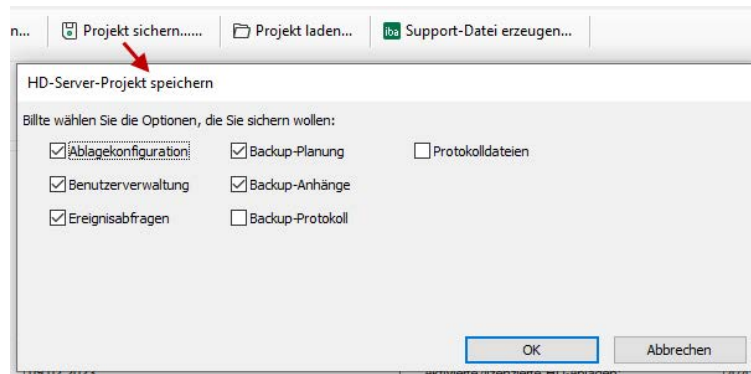 n... Projekt sichern...... Projekt laden... iba Support-Datei erzeugen...
HD-Server-Projekt speichern
Billte wählen Sie die Optionen, die Sie sichern wollen:
Ablagekonfiguration Backup-Planung Protokolldateien
Benutzerverwaltung Backup-Anhänge
Ereignisabfragen Backup-Protokoll
OK Abbrechen